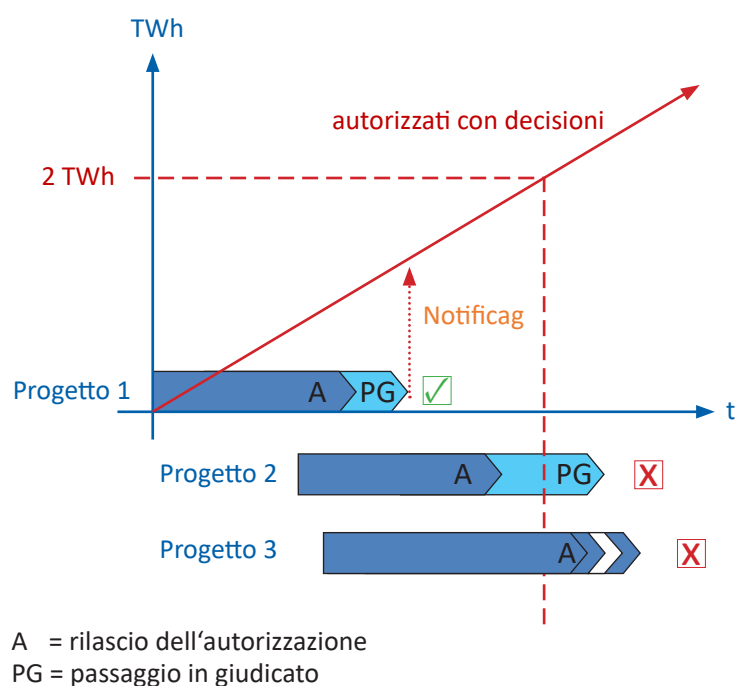 TWh
autorizzati con decisioni
2 TWh
Notificag
Progetto 1
A
PG
✓
t
Progetto 2
A
PG
X
Progetto 3
A
X
A = rilascio dell‘autorizzazione
PG = passaggio in giudicato